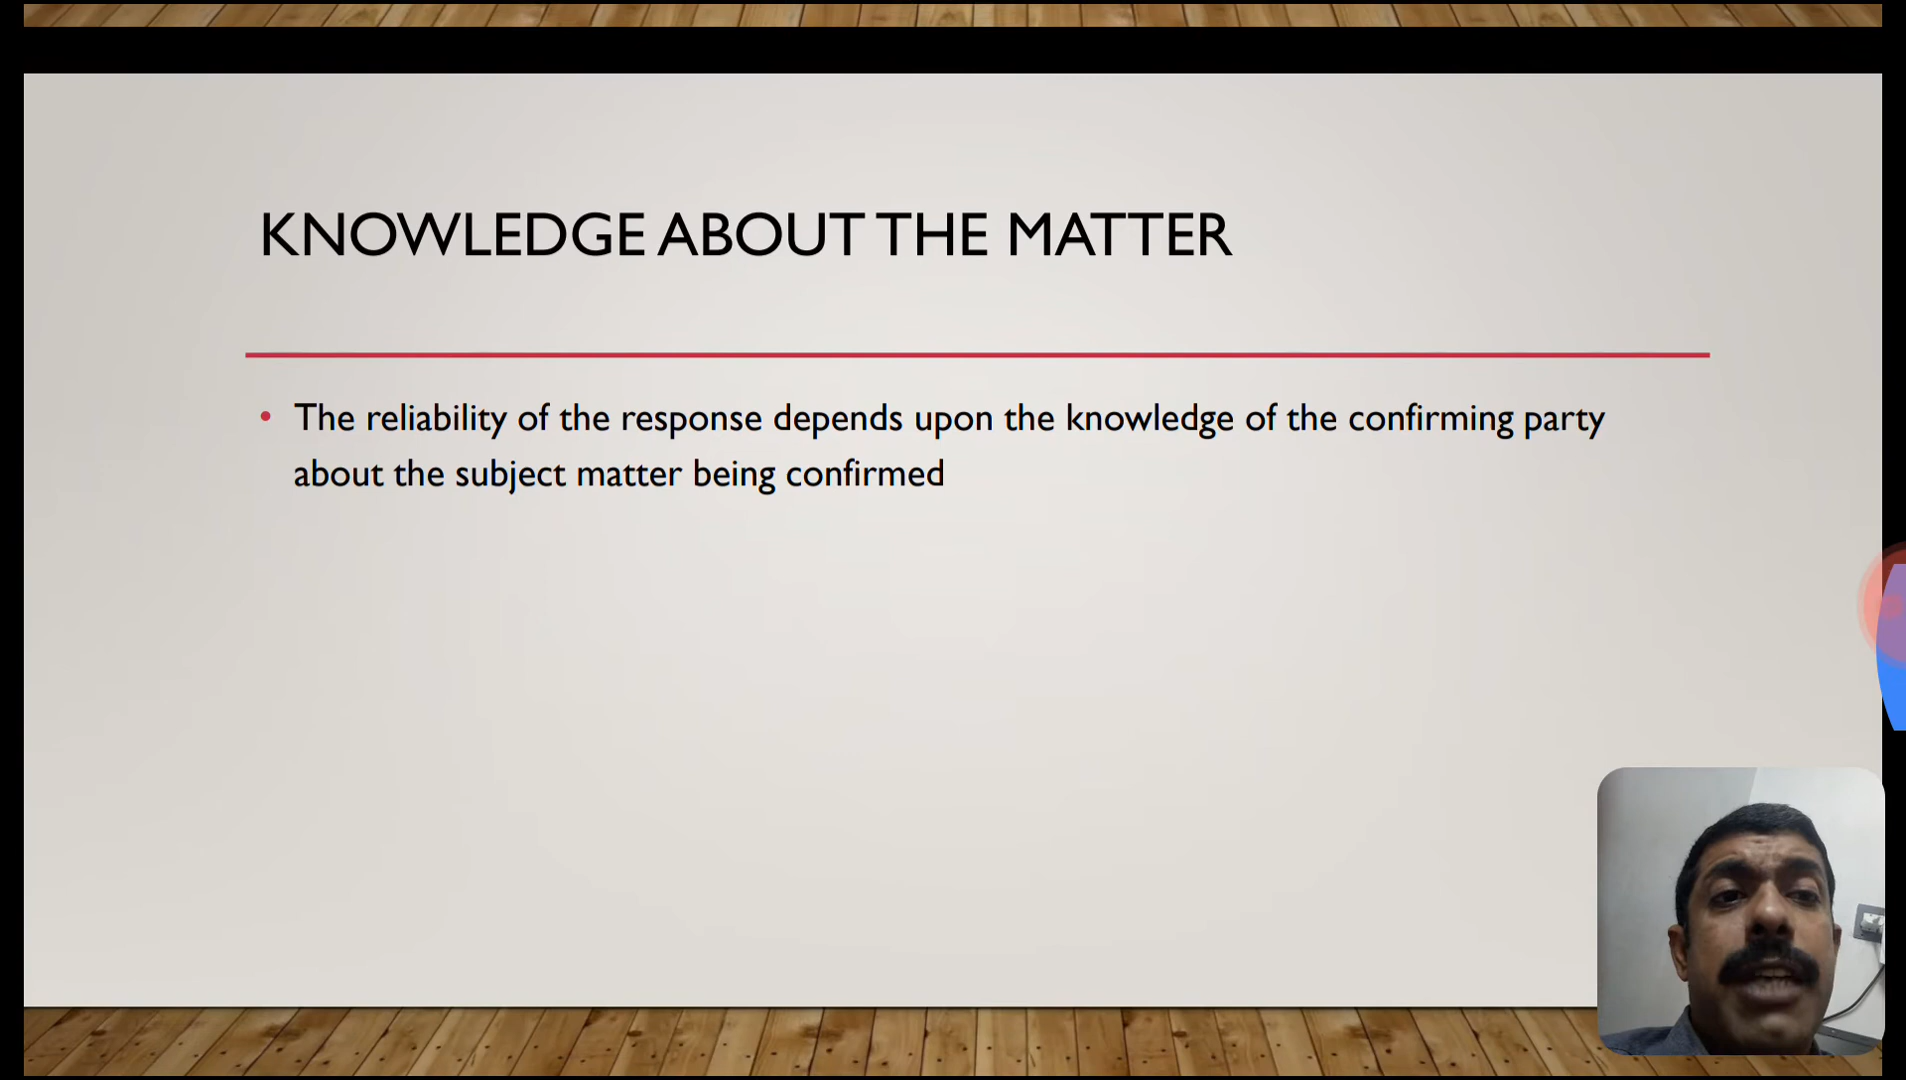 KNOWLEDGE ABOUT THE MATTER
• The reliability of the response depends upon the knowledge of the confirming party
about the subject matter being confirmed